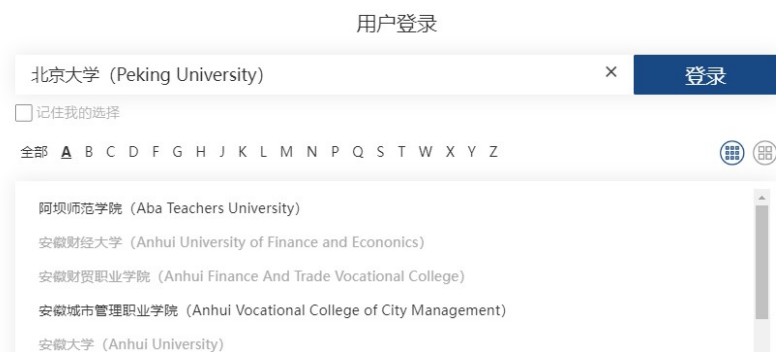 用户登录
北京大学（Peking University） × 登录
记住我的选择
全部 A B C D F G H J K L M N P Q S T W X Y Z
阿坝师范学院（Aba Teachers University）
安徽财经大学（Anhui University of Finance and Econonics）
安徽财贸职业学院（Anhui Finance And Trade Vocational College）
安徽城市管理职业学院（Anhui Vocational College of City Management）
安徽大学（Anhui University）